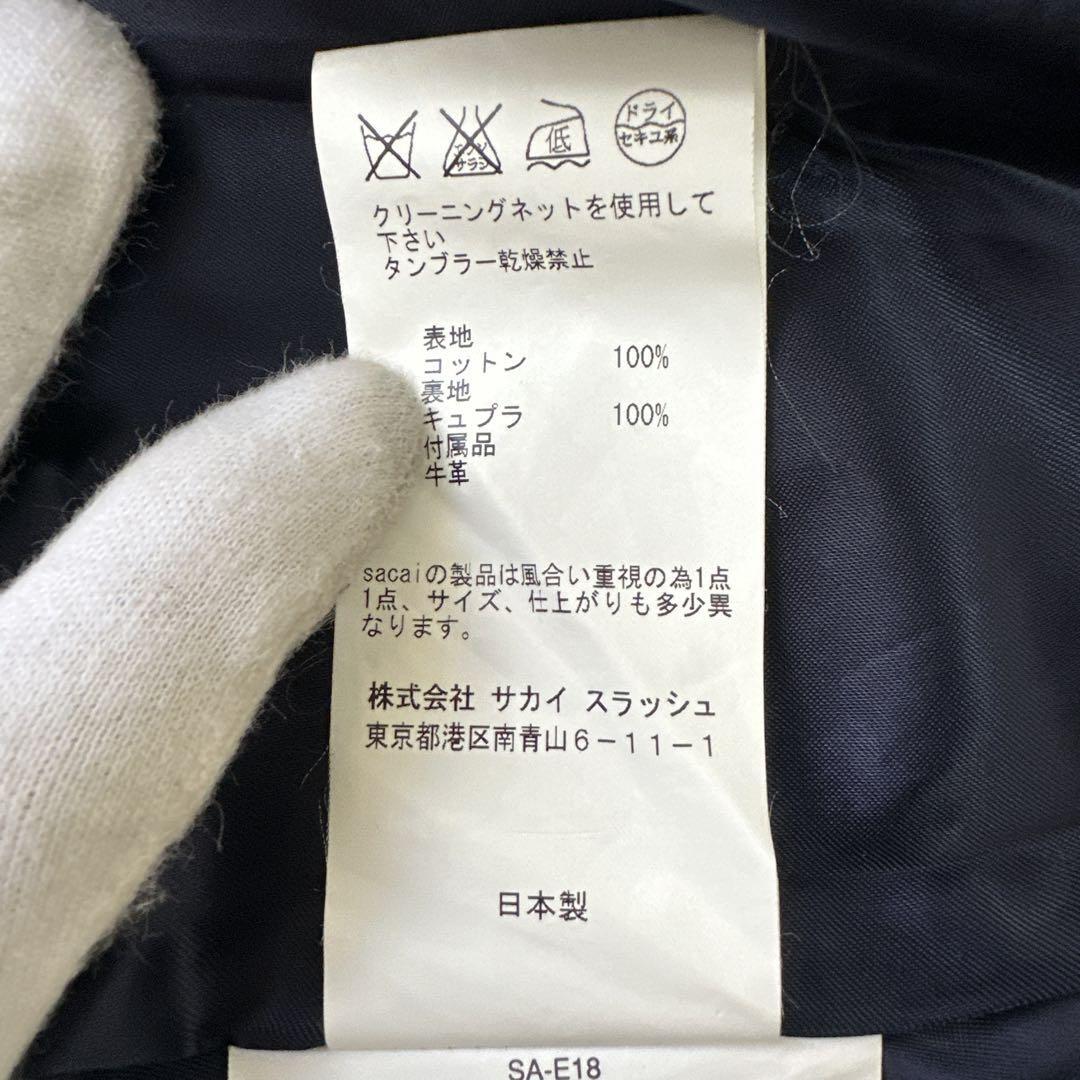 エンソ
サラシ
低
ドライ
セキユ系
クリーニングネットを使用して
下さい
タンブラー乾燥禁止
表地
コットン 100%
裏地
キュプラ 100%
付属品
牛革
sacaiの製品は風合い重視の為1点
1点、サイズ、仕上がりも多少異
なります。
株式会社 サカイ スラッシュ
東京都港区南青山6−11−1
日本製
SA-E18